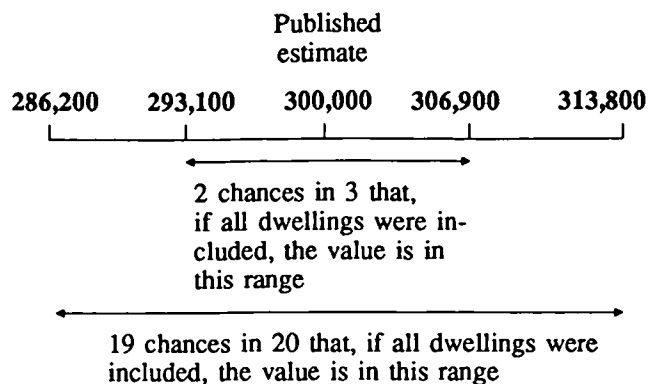 Published
estimate
286,200 293,100 300,000 306,900 313,800
2 chances in 3 that,
if all dwellings were in-
cluded, the value is in
this range
19 chances in 20 that, if all dwellings were
included, the value is in this range